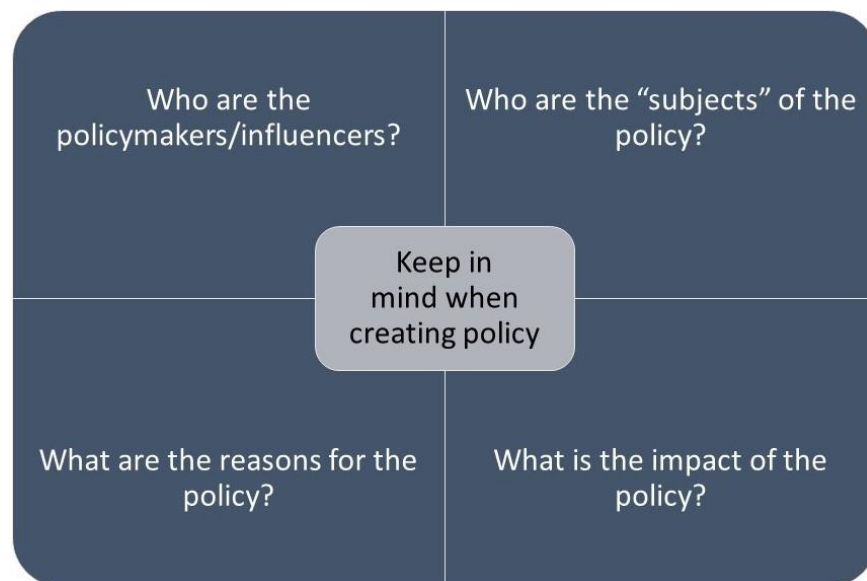 Who are the
policymakers/influencers?
Who are the “subjects” of the
policy?
Keep in
mind when
creating policy
What are the reasons for the
policy?
What is the impact of the
policy?